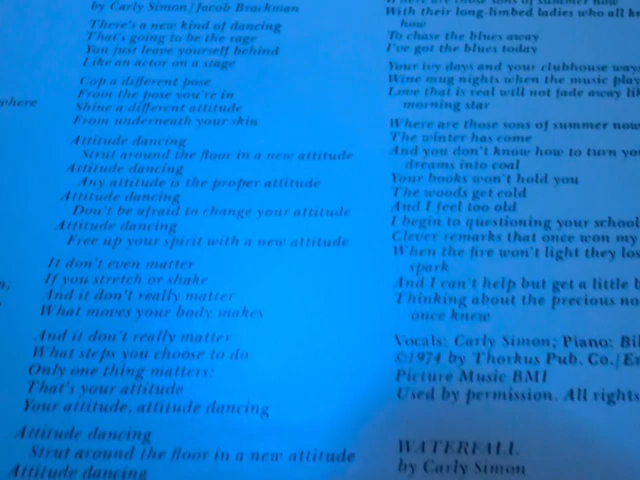 by Carly Simon/Jacob Brackman
There's a new kind of dancing
That's going to be the rage
You just leave yourself behind
Like an actor on a stage
Cop a different pose
From the pose you're in
Shine a different attitude
From underneath your skin
Attitude dancing
Strut around the floor in a new attitude
Attitude dancing
Any attitude is the proper attitude
Attitude dancing
Don't be afraid to change your attitude
Attitude dancing
Free up your spirit with a new attitude
It don't even matter
If you stretch or shake
And it don't really matter
What moves your body makes
And it don't really matter
What steps you choose to do
Only one thing matters:
That's your attitude
Your attitude, attitude dancing
Attitude dancing
Strut around the floor in a new attitude
Attitude dancing
where
Where are those sons of summer now
With their long-limbed ladies who all
how
To chase the blues away
I've got the blues today
Your ivy days and your clubhouse ways
Wine mug nights when the music
Love that is real will not fade away
morning star
Where are those sons of summer now
The winter has come
And you don't know how to turn
dreams into coal
Your books won't hold you
The woods get cold
And I feel too old
I begin to questioning your school
Clever remarks that once won my
When the fire won't light they
spark
And I can't help but get a little
Thinking about the precious
once knew
Vocals: Carly Simon; Piano:
©1974 by Thorkus Pub. Co./
Picture Music BMI
Used by permission. All rights
WATERFALL
by Carly Simon